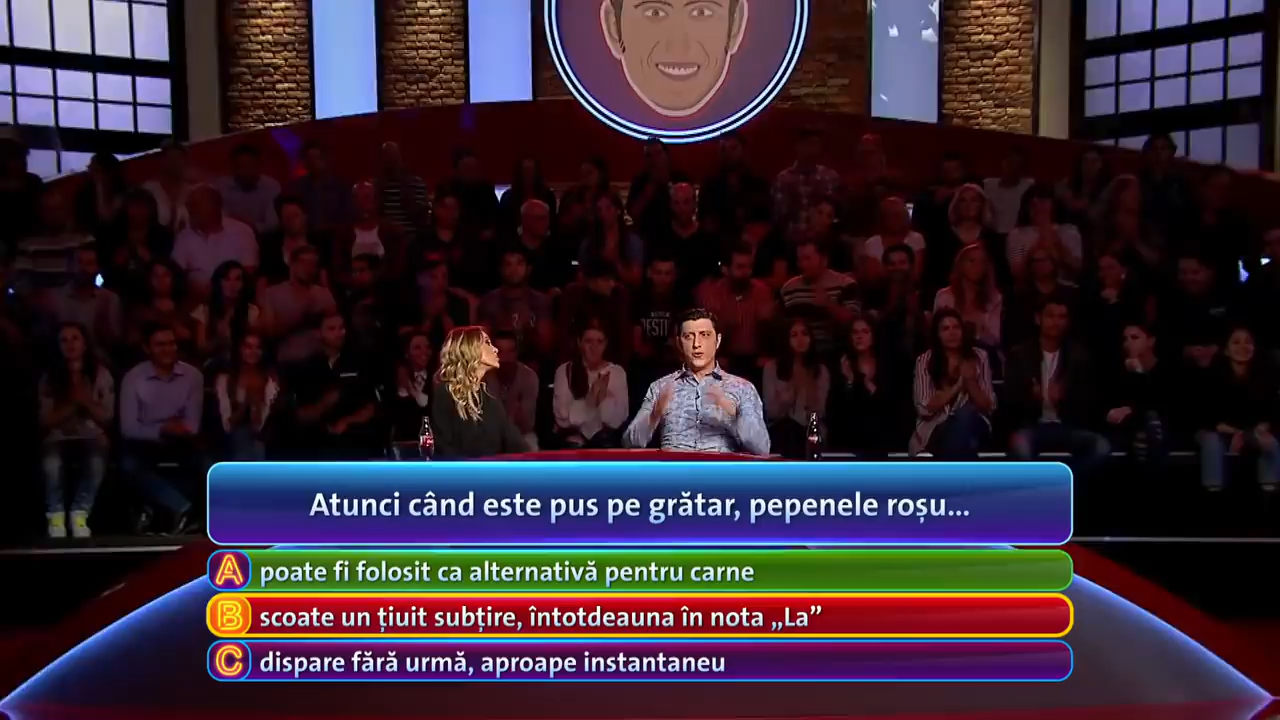 Atunci când este pus pe grătar, pepenele roșu...
A poate fi folosit ca alternativă pentru carne
B scoate un țiuit subțire, întotdeauna în nota „La”
C dispare fără urmă, aproape instantaneu